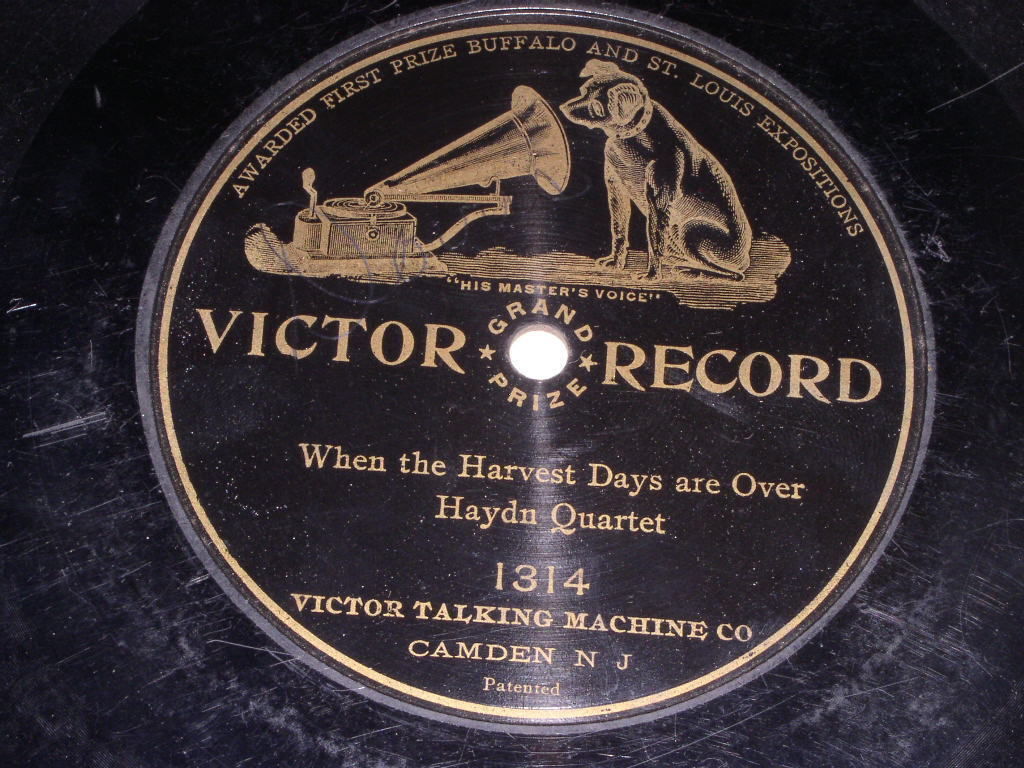 AWARDED FIRST PRIZE BUFFALO AND ST. LOUIS EXPOSITIONS
"HIS MASTER'S VOICE"
GRAND PRIZE
VICTOR RECORD
When the Harvest Days are Over
Haydn Quartet
1314
VICTOR TALKING MACHINE CO
CAMDEN N J
Patented